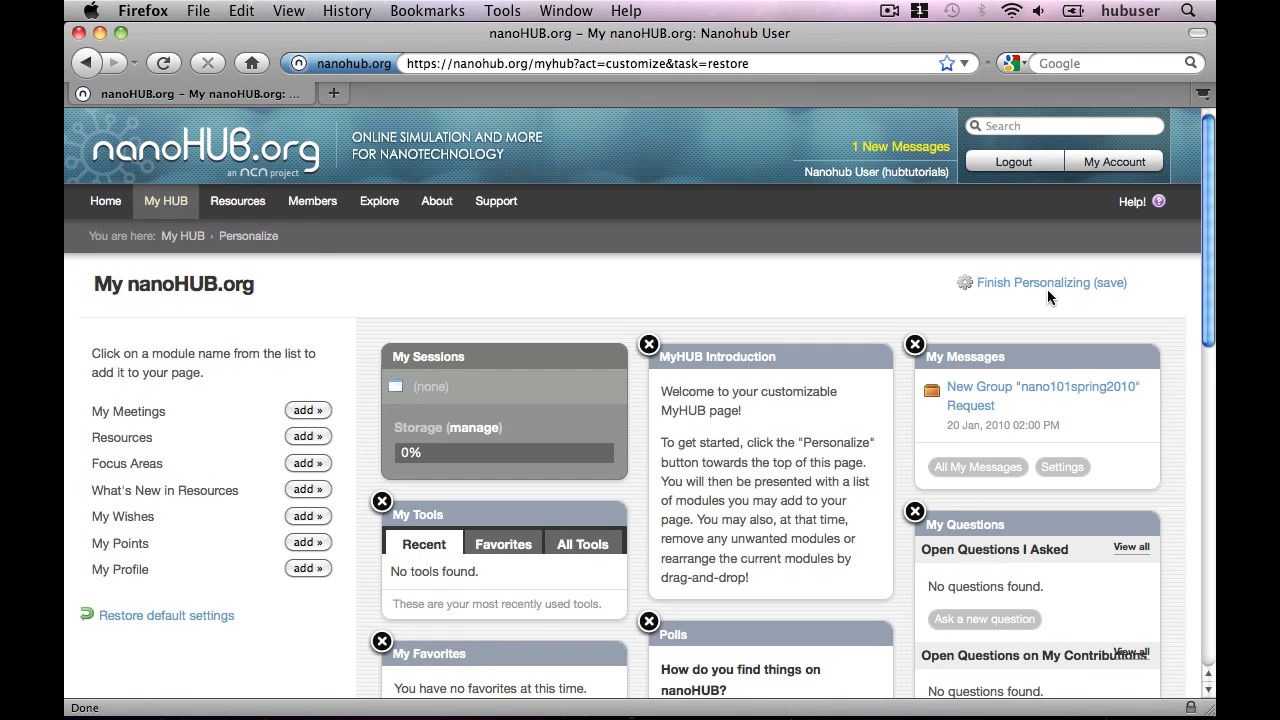 Firefox File Edit View History Bookmarks Tools Window Help 1 hubuser
nanoHUB.org – My nanoHUB.org: Nanohub User
nanohub.org https://nanohub.org/myhub?act=customize&task=restore Google
nanoHUB.org – My nanoHUB.org: ...
nanoHUB.org
an ncn project
ONLINE SIMULATION AND MORE
FOR NANOTECHNOLOGY
1 New Messages
Nanohub User (hubtutorials)
Search
Logout My Account
Home My HUB Resources Members Explore About Support Help! ?
You are here: My HUB › Personalize
My nanoHUB.org
Finish Personalizing (save)
Click on a module name from the list to
add it to your page.
My Meetings add »
Resources add »
Focus Areas add »
What's New in Resources add »
My Wishes add »
My Points add »
My Profile add »
Restore default settings
My Sessions
(none)
Storage (manage)
0%
My Tools
Recent Favorites All Tools
No tools found.
These are your most recently used tools.
My Favorites
You have no favorites at this time.
MyHUB Introduction
Welcome to your customizable
MyHUB page!
To get started, click the "Personalize"
button towards the top of this page.
You will then be presented with a list
of modules you may add to your
page. You may also, at that time,
remove any unwanted modules or
rearrange the current modules by
drag-and-drop!
Polls
How do you find things on
nanoHUB?
My Messages
New Group "nano101spring2010"
Request
20 Jan, 2010 02:00 PM
All My Messages Settings
My Questions
Open Questions I Asked View all
No questions found.
Ask a new question
Open Questions on My Contributions View all
No questions found.
Done